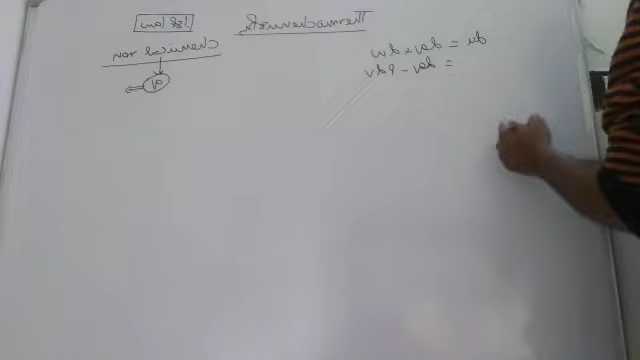 Thermochemistry
1st law
chemical rxn
q
du = dq + dw
= dq - Pdv